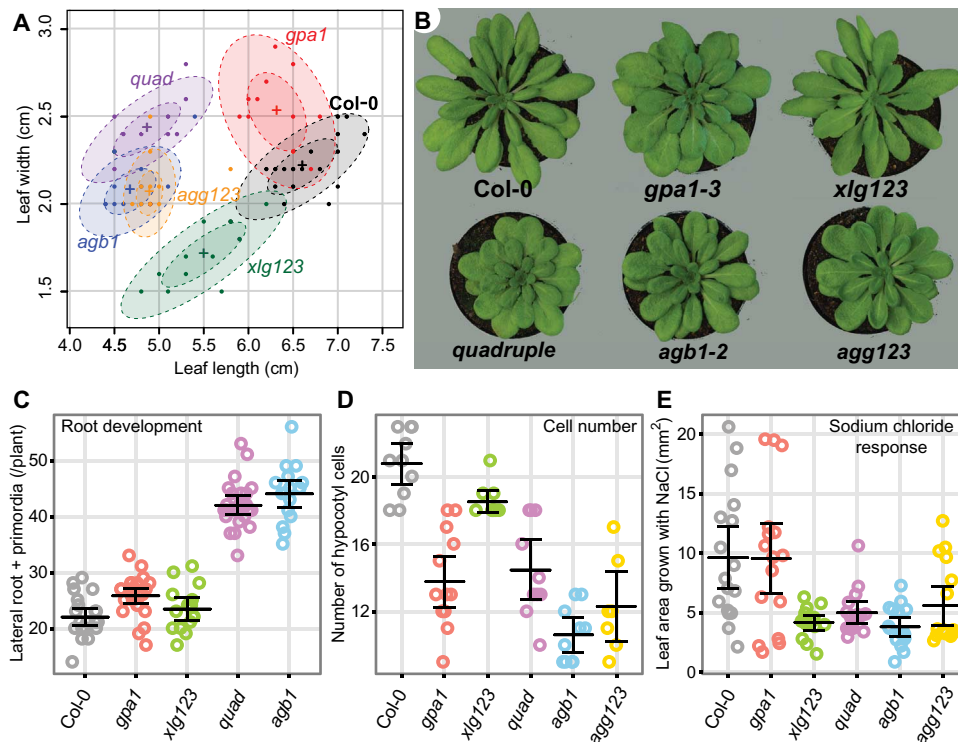 A
Leaf width (cm)
3.0
2.5
2.0
1.5
quad
gpa1
Col-0
agg123
agb1
xlg123
4.0 4.5 5.0 5.5 6.0 6.5 7.0 7.5
Leaf length (cm)
B
Col-0 gpa1-3 xlg123
quadruple agb1-2 agg123
C
Root development
Lateral root + primordia (/plant)
50
40
30
20
Col-0 gpa1 xlg123 quad agb1
D
Cell number
Number of hypocotyl cells
20
16
12
Col-0 gpa1 xlg123 quad agb1 agg123
E
Sodium chloride
response
Leaf area grown with NaCl (mm²)
20
15
10
5
0
Col-0 gpa1 xlg123 quad agb1 agg123